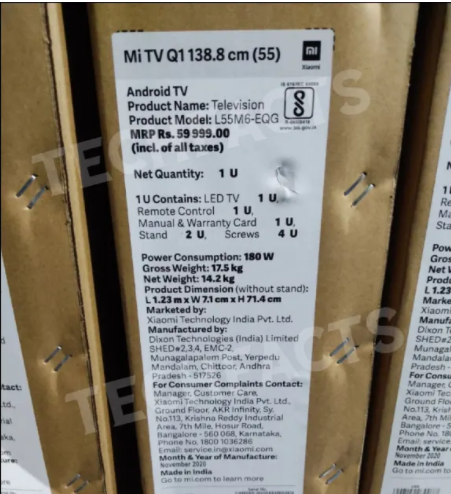 Mi TV Q1 138.8 cm (55)
mi
Xiaomi
Android TV
Product Name: Television
Product Model: L55M6-EQG
MRP Rs. 59 999.00
(incl. of all taxes)
www.bis.gov.in
Net Quantity: 1 U
1 U Contains: LED TV 1 U,
Remote Control 1 U,
Manual & Warranty Card 1 U,
Stand 2 U, Screws 4 U
Power Consumption: 180 W
Gross Weight: 17.5 kg
Net Weight: 14.2 kg
Product Dimension (without stand):
L 1.23 m x W 7.1 cm x H 71.4 cm
Marketed by:
Xiaomi Technology India Pvt. Ltd.
Manufactured by:
Dixon Technologies (India) Limited
SHED#2,3,4, EMC-2,
Munagalapalem Post, Yerpedu
Mandalam, Chittoor, Andhra
Pradesh - 517526
For Consumer Complaints Contact:
Manager, Customer Care,
Xiaomi Technology India Pvt. Ltd.,
Ground Floor, AKR Infinity, Sy.
No.113, Krishna Reddy Industrial
Area, 7th Mile, Hosur Road,
Bangalore - 560 068, Karnataka,
Phone No. 1800 1036286
Email: service.in@xiaomi.com
Month & Year of Manufacture:
November 2020
Made in India
Go to mi.com to learn more